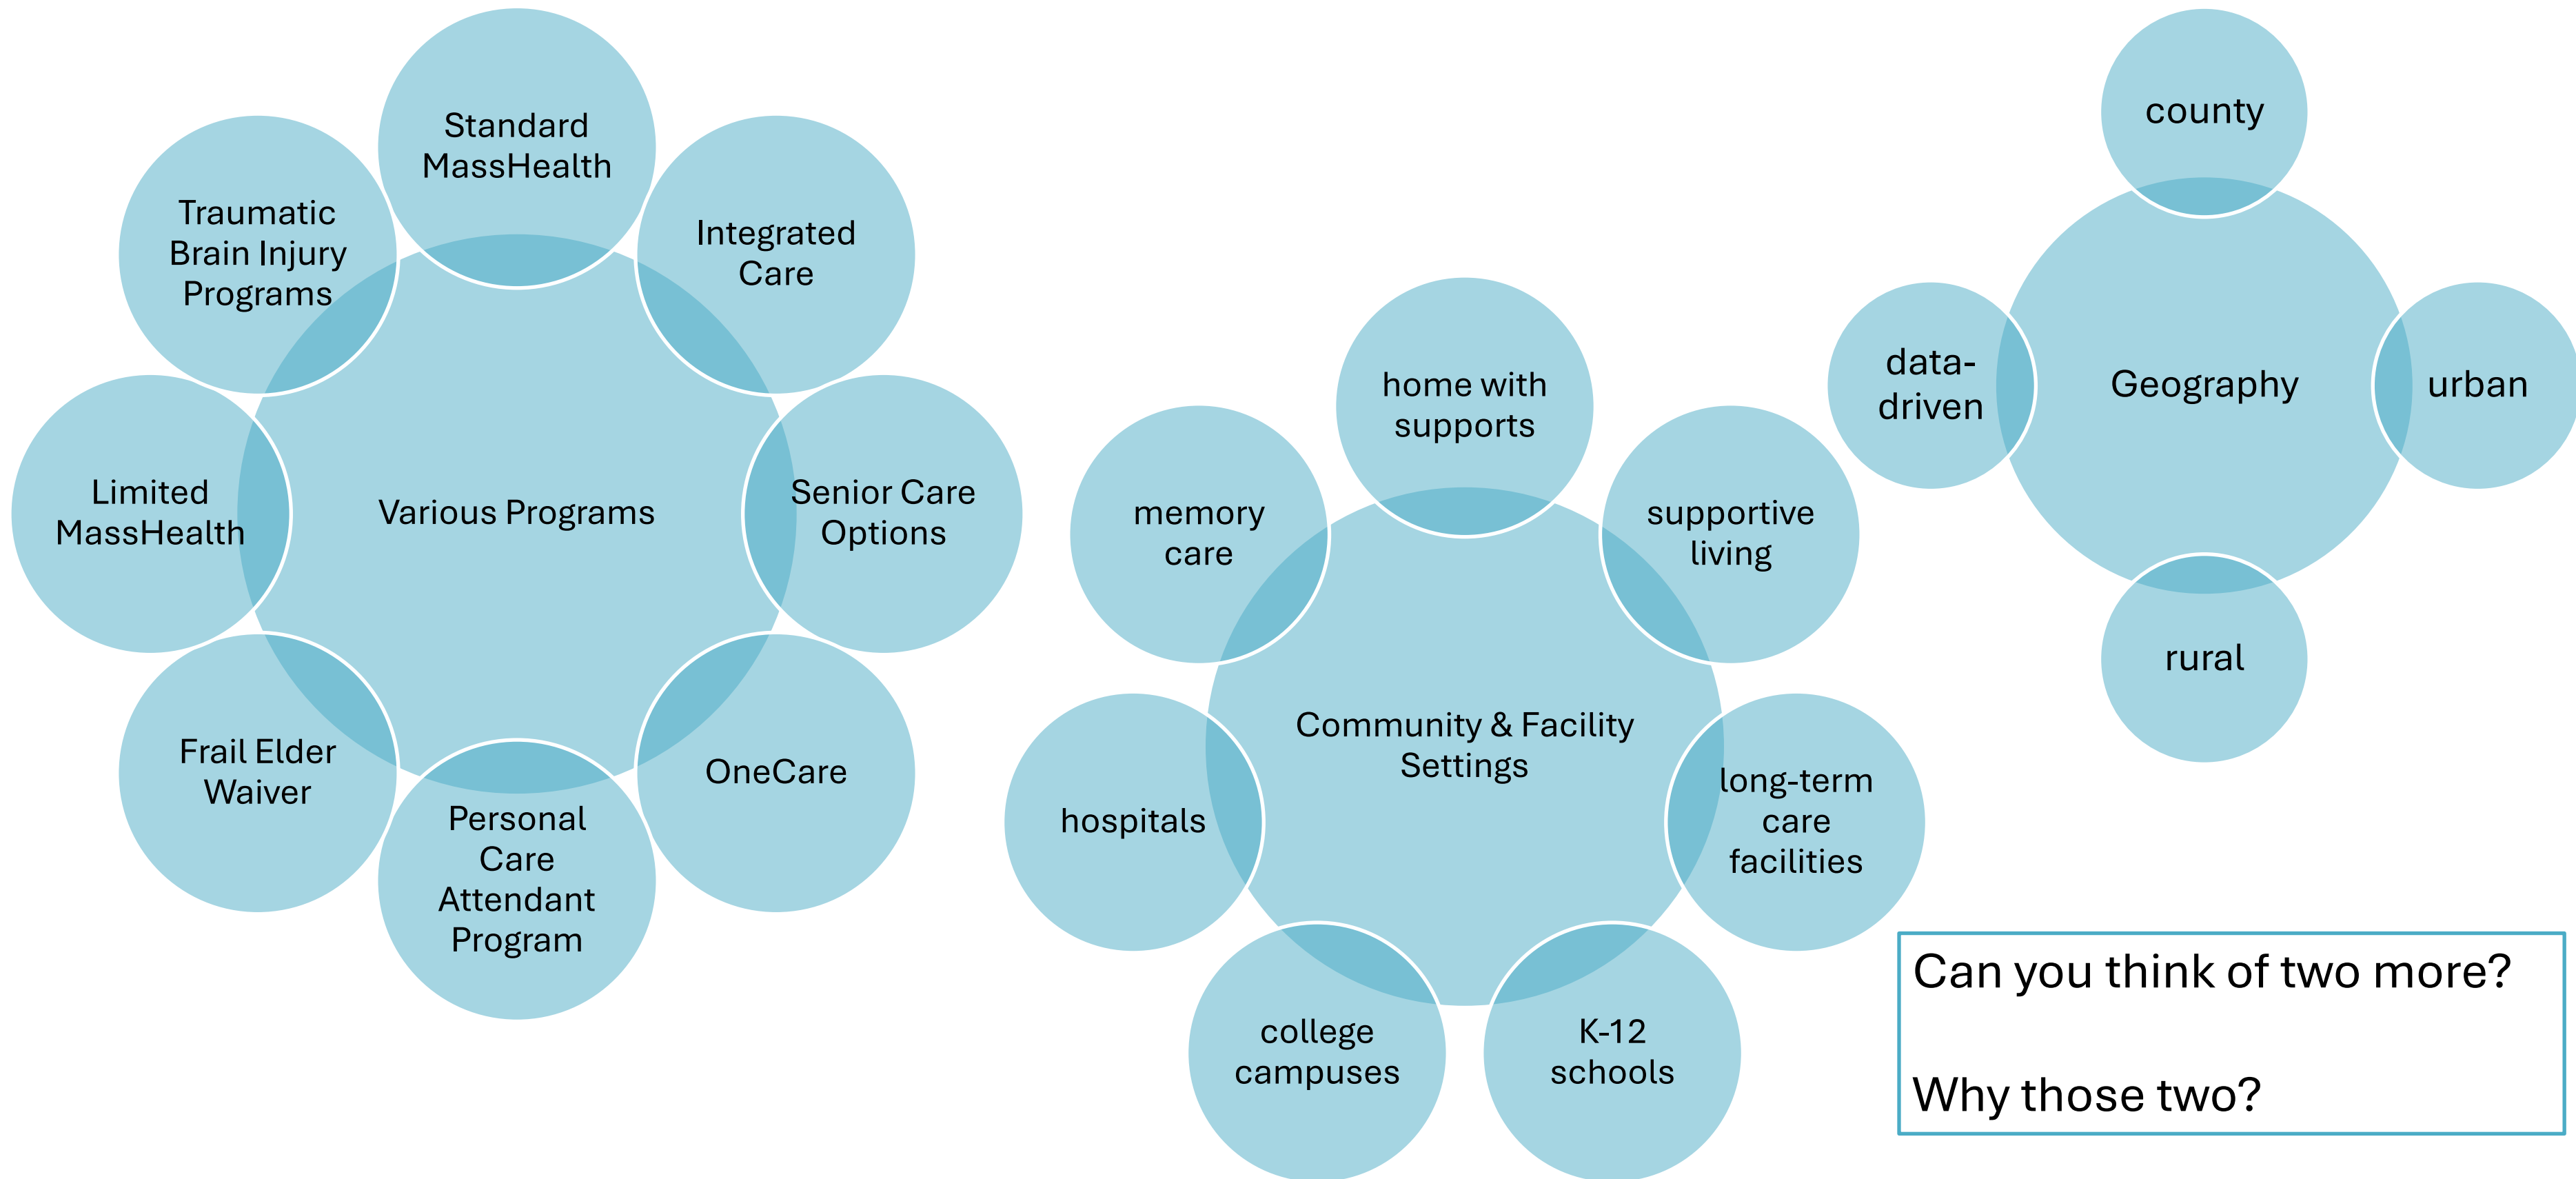 Standard
MassHealth
Integrated
Care
Senior Care
Options
OneCare
Personal
Care
Attendant
Program
Frail Elder
Waiver
Limited
MassHealth
Traumatic
Brain Injury
Programs
Various Programs
home with
supports
supportive
living
long-term
care
facilities
K-12
schools
college
campuses
hospitals
memory
care
Community & Facility
Settings
county
urban
rural
data-
driven
Geography
Can you think of two more?
Why those two?